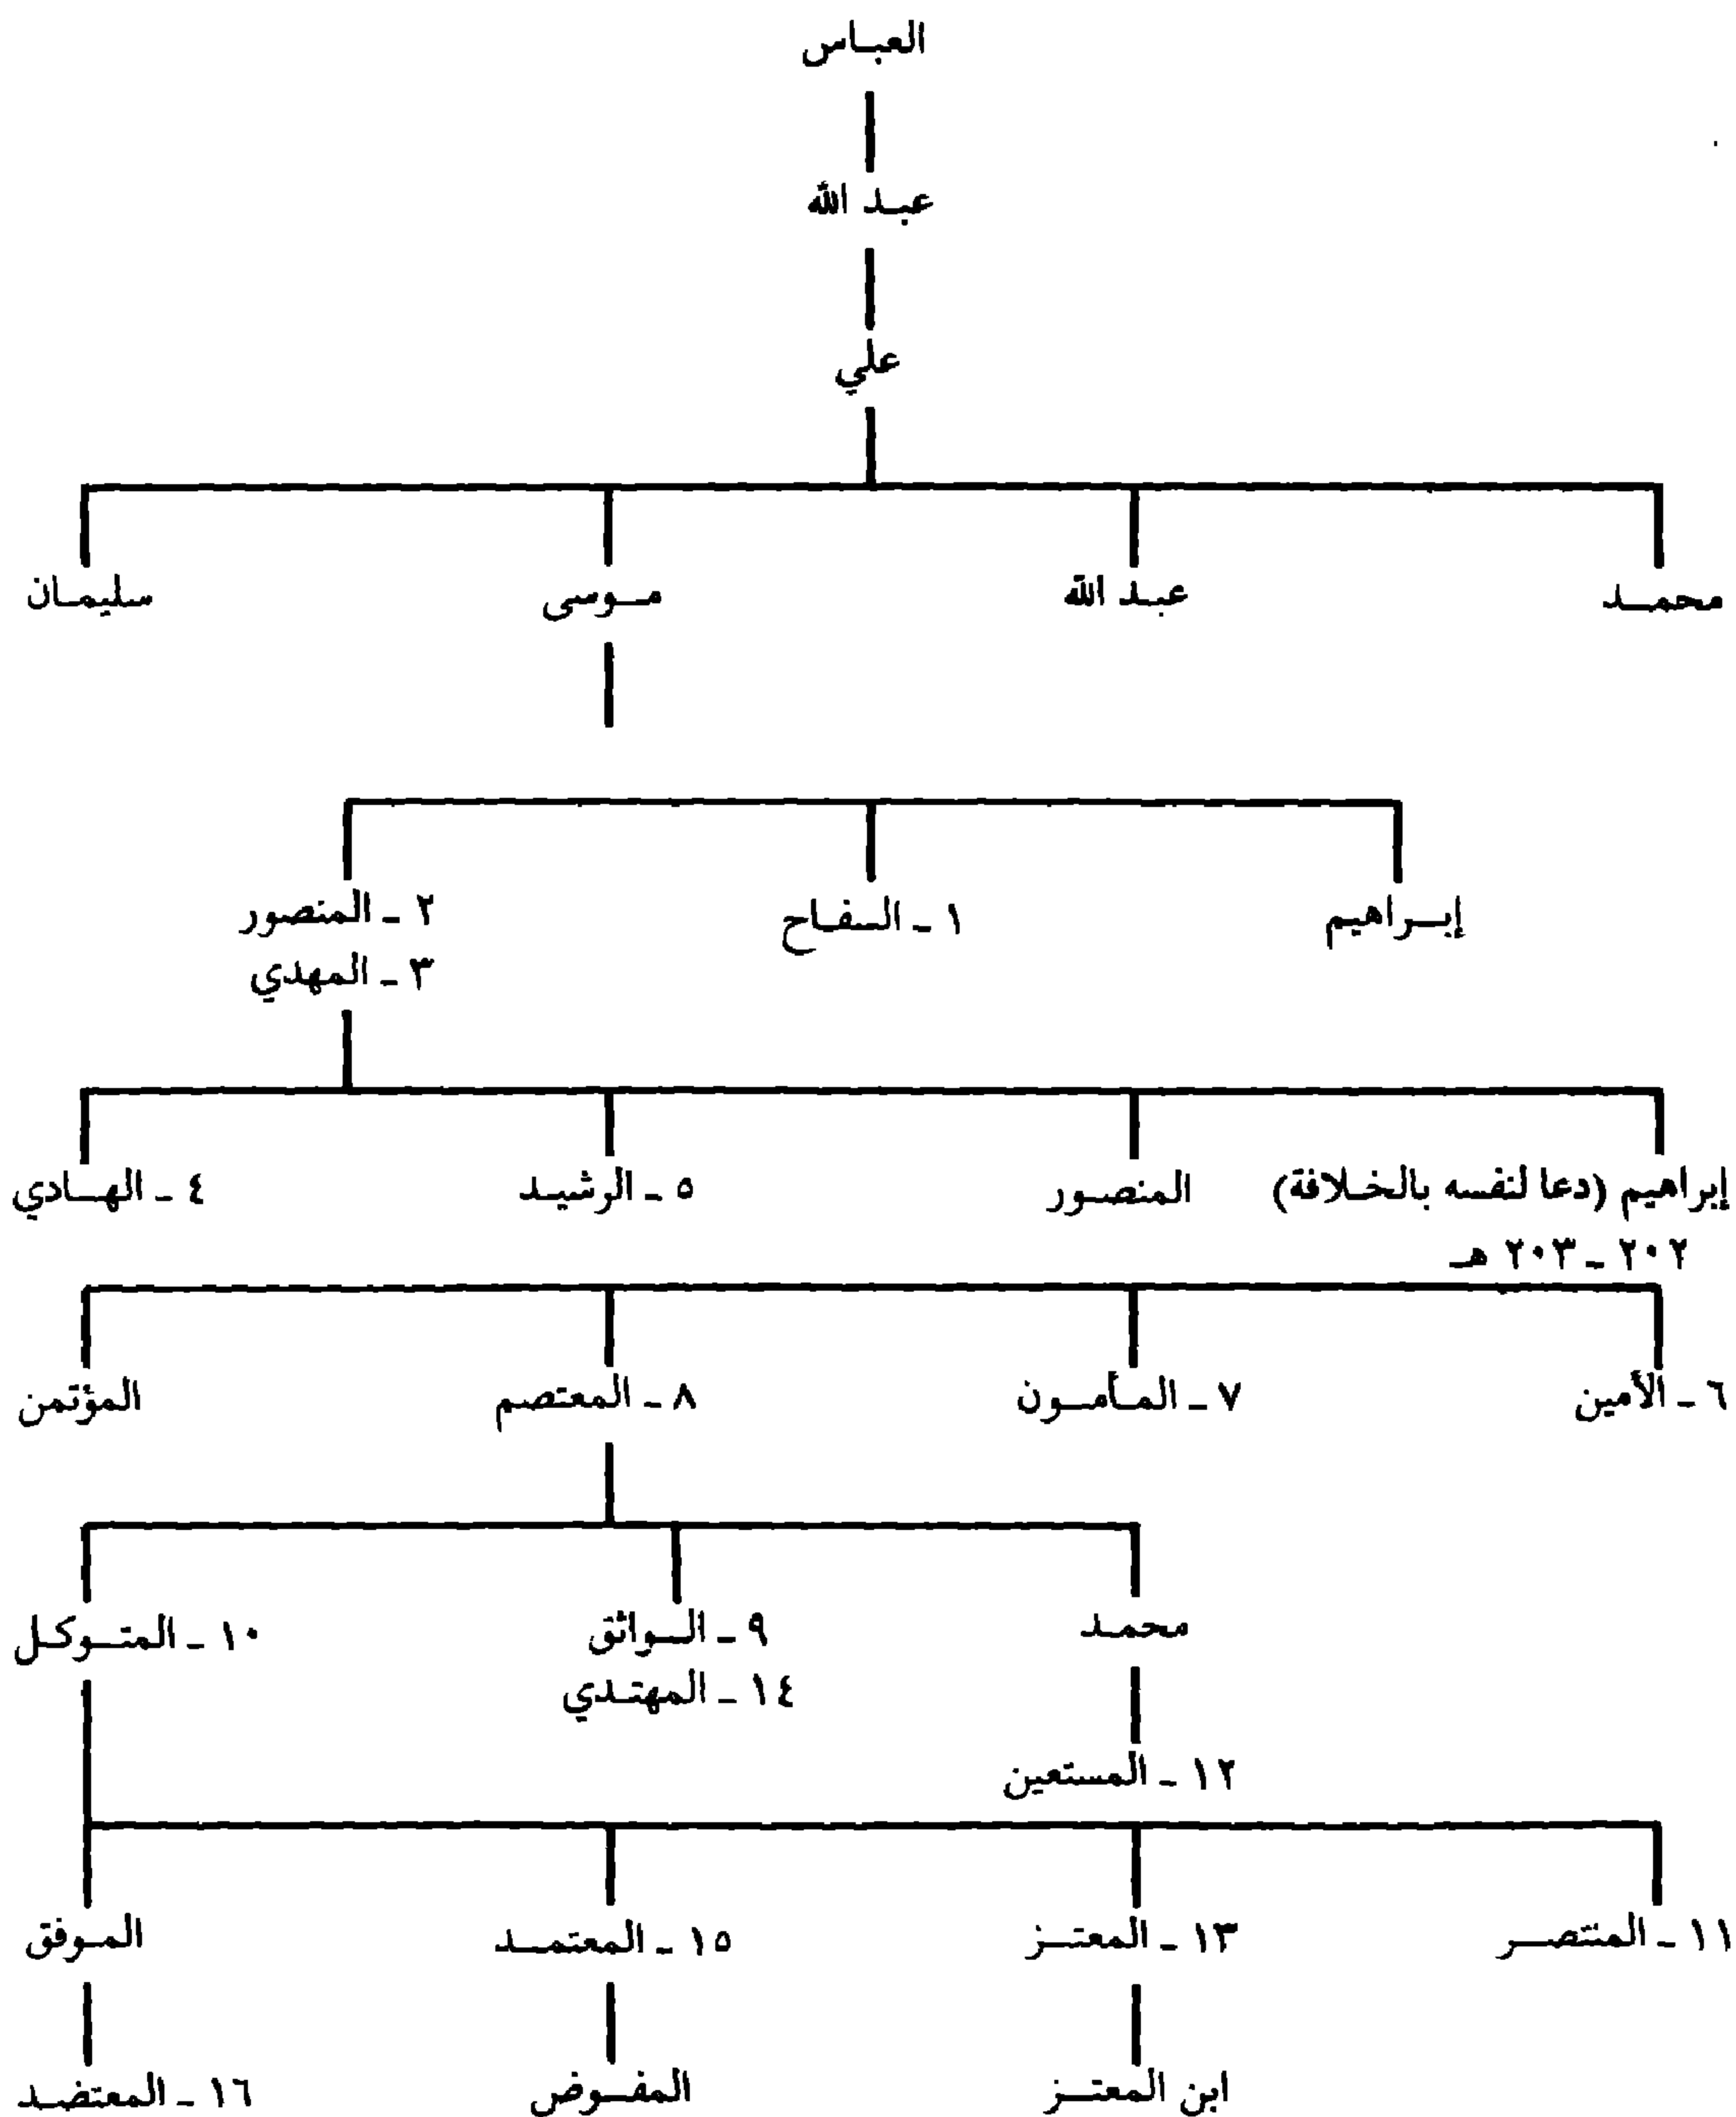 العباس
عبد الله
علي
محمد
عبد الله
موسى
سليمان
إبراهيم
١ - السفاح
٢ - المنصور
٣ - المهدي
إبراهيم (دعا لنفسه بالخلافة)
٢٠٢ - ٢٠٣ هـ
المنصور
٥ - الرشيد
٤ - الهادي
٦ - الأمين
٧ - المأمون
٨ - المعتصم
المؤتمن
محمد
٩ - الواثق
١٤ - المهتدي
١٠ - المتوكل
١٢ - المستعين
١١ - المنتصر
١٣ - المعتز
١٥ - المعتمد
الموفق
ابن المعتز
المفوض
١٦ - المعتضد